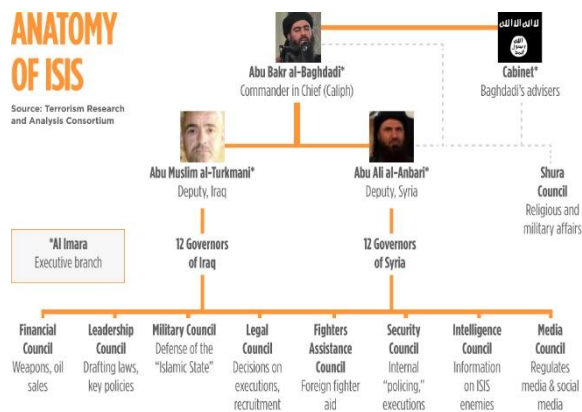 ANATOMY
OF ISIS
Source: Terrorism Research
and Analysis Consortium
Abu Bakr al-Baghdadi*
Commander in Chief (Caliph)
Cabinet*
Baghdadi's advisers
Abu Muslim al-Turkmani*
Deputy, Iraq
Abu Ali al-Anbari*
Deputy, Syria
Shura
Council
Religious and
military affairs
*Al Imara
Executive branch
12 Governors
of Iraq
12 Governors
of Syria
Financial
Council
Weapons, oil
sales
Leadership
Council
Drafting laws,
key policies
Military Council
Defense of the
"Islamic State"
Legal
Council
Decisions on
executions,
recruitment
Fighters
Assistance
Council
Foreign fighter
aid
Security
Council
Internal
"policing,"
executions
Intelligence
Council
Information
on ISIS
enemies
Media
Council
Regulates
media & social
media